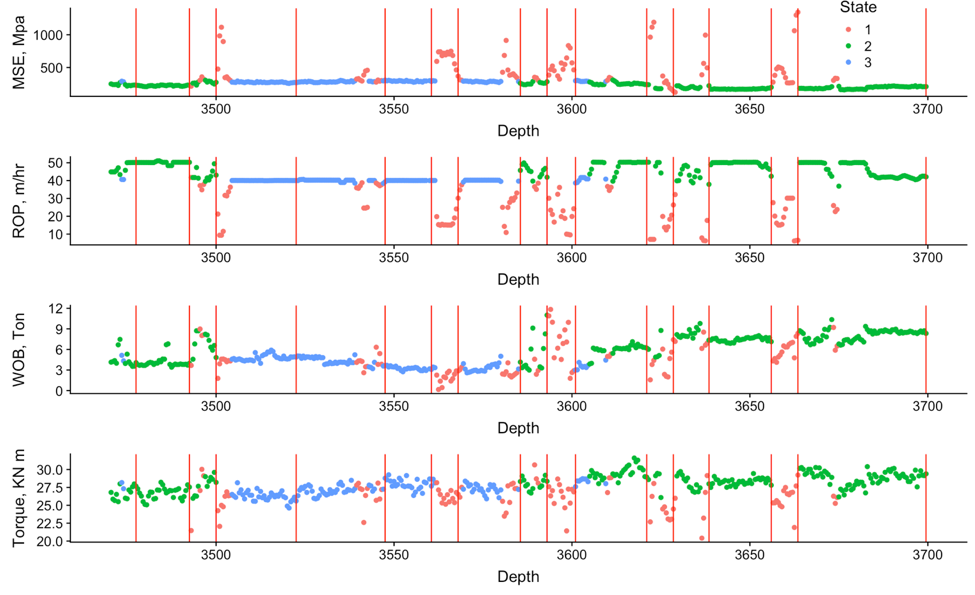 State
1
2
3
MSE, Mpa
1000
500
3500 3550 3600 3650 3700
Depth
ROP, m/hr
50
40
30
20
10
3500 3550 3600 3650 3700
Depth
WOB, Ton
12
9
6
3
0
3500 3550 3600 3650 3700
Depth
Torque, KN m
30.0
27.5
25.0
22.5
20.0
3500 3550 3600 3650 3700
Depth